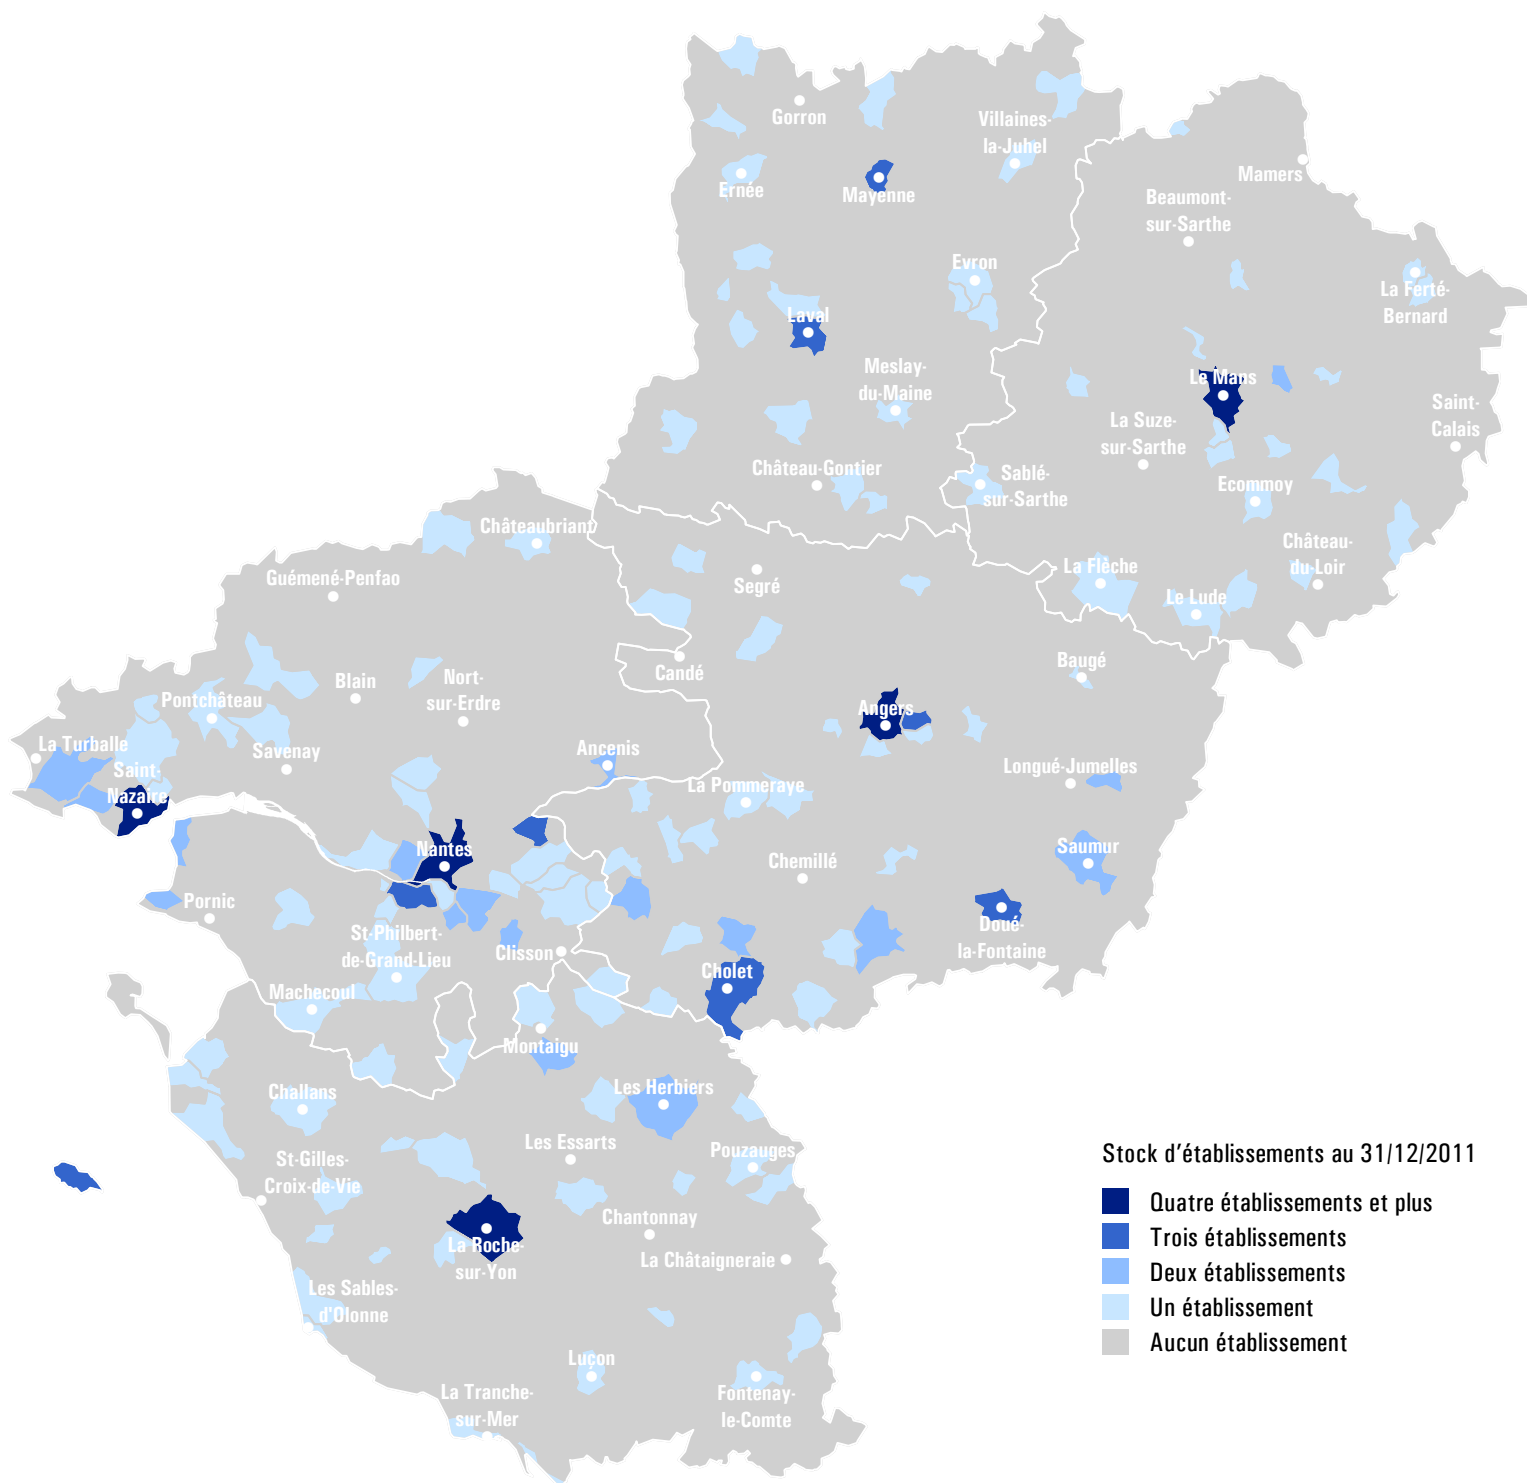 Gorron
Villaines-
la-Juhel
Ernée
Mayenne
Mamers
Beaumont-
sur-Sarthe
Evron
La Ferté-
Bernard
Laval
Meslay-
du-Maine
Le Mans
Saint-
Calais
La Suze-
sur-Sarthe
Château-Gontier
Sablé-
sur-Sarthe
Ecommoy
Châteaubriant
Château-
du-Loir
Guémené-Penfao
Segré
La Flèche
Le Lude
Candé
Baugé
Blain
Nort-
sur-Erdre
Pontchâteau
Angers
La Turballe
Savenay
Ancenis
Saint-
Nazaire
La Pommeraye
Longué-Jumelles
Nantes
Chemillé
Saumur
Pornic
St-Philbert-
de-Grand-Lieu
Clisson
Doué-
la-Fontaine
Cholet
Machecoul
Montaigu
Challans
Les Herbiers
Les Essarts
Pouzauges
St-Gilles-
Croix-de-Vie
Chantonnay
La Roche-
sur-Yon
La Châtaigneraie
Les Sables-
d'Olonne
Luçon
La Tranche-
sur-Mer
Fontenay-
le-Comte
Stock d'établissements au 31/12/2011
Quatre établissements et plus
Trois établissements
Deux établissements
Un établissement
Aucun établissement